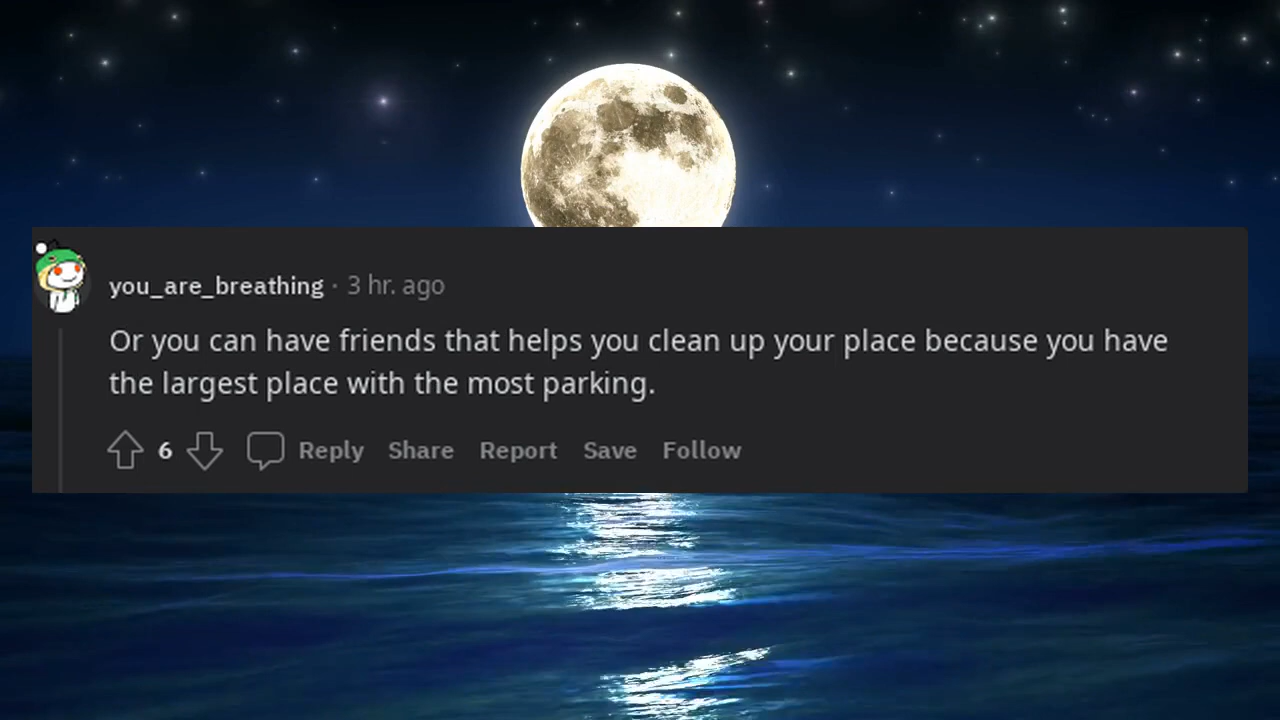 you_are_breathing · 3 hr. ago
Or you can have friends that helps you clean up your place because you have
the largest place with the most parking.
6 Reply Share Report Save Follow